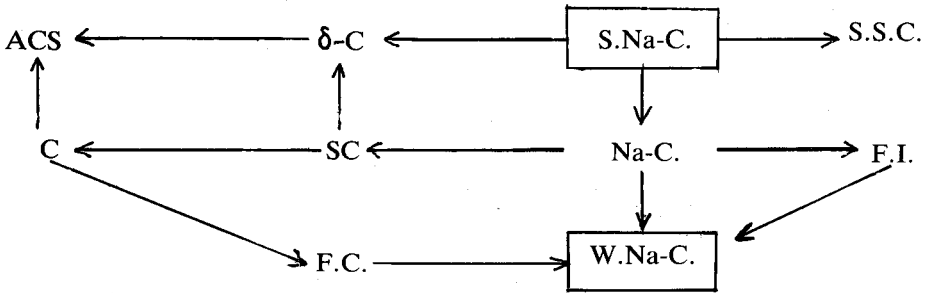 ACS δ-C S.Na-C. S.S.C.
C SC Na-C. F.I.
F.C. W.Na-C.